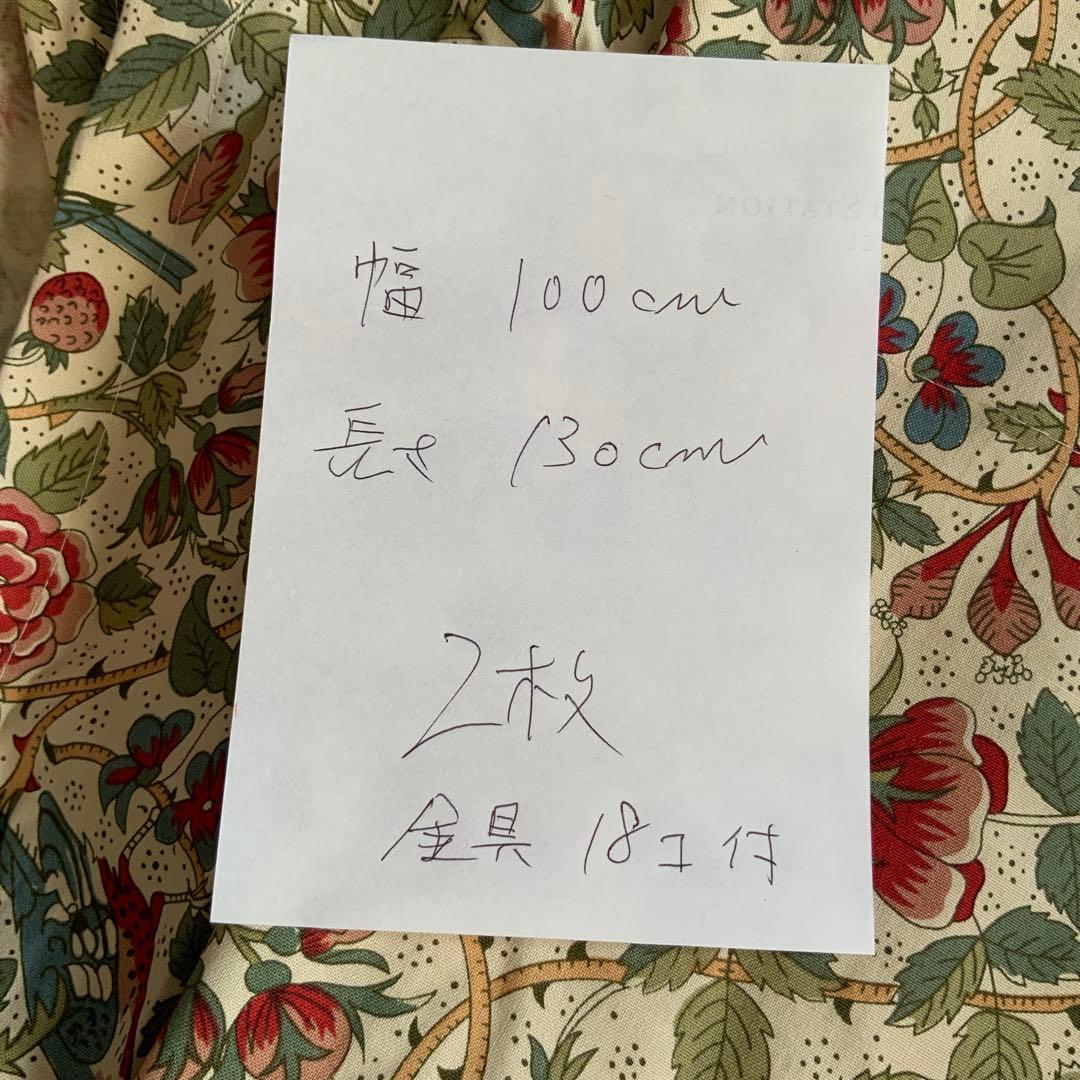 幅 100cm
長さ 130cm
2枚
金具 18コ付